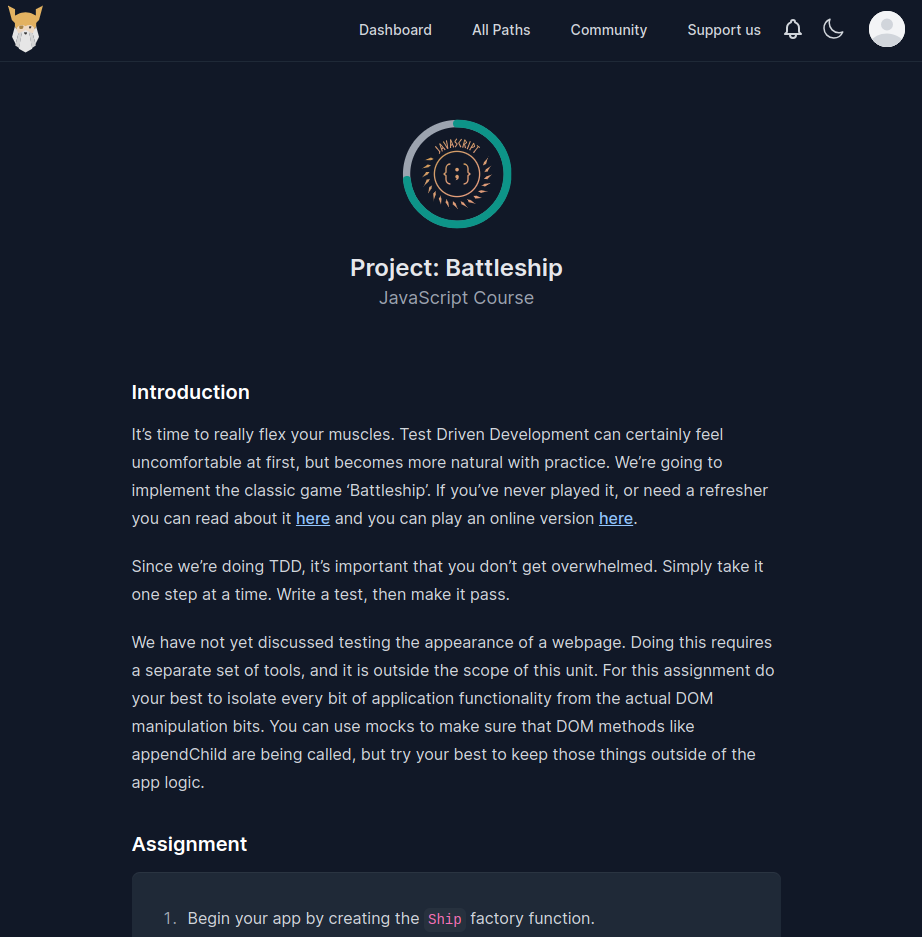 Dashboard All Paths Community Support us
JAVASCRIPT
{;}
Project: Battleship
JavaScript Course
Introduction
It’s time to really flex your muscles. Test Driven Development can certainly feel
uncomfortable at first, but becomes more natural with practice. We’re going to
implement the classic game ‘Battleship’. If you’ve never played it, or need a refresher
you can read about it here and you can play an online version here.
Since we’re doing TDD, it’s important that you don’t get overwhelmed. Simply take it
one step at a time. Write a test, then make it pass.
We have not yet discussed testing the appearance of a webpage. Doing this requires
a separate set of tools, and it is outside the scope of this unit. For this assignment do
your best to isolate every bit of application functionality from the actual DOM
manipulation bits. You can use mocks to make sure that DOM methods like
appendChild are being called, but try your best to keep those things outside of the
app logic.
Assignment
1. Begin your app by creating the Ship factory function.